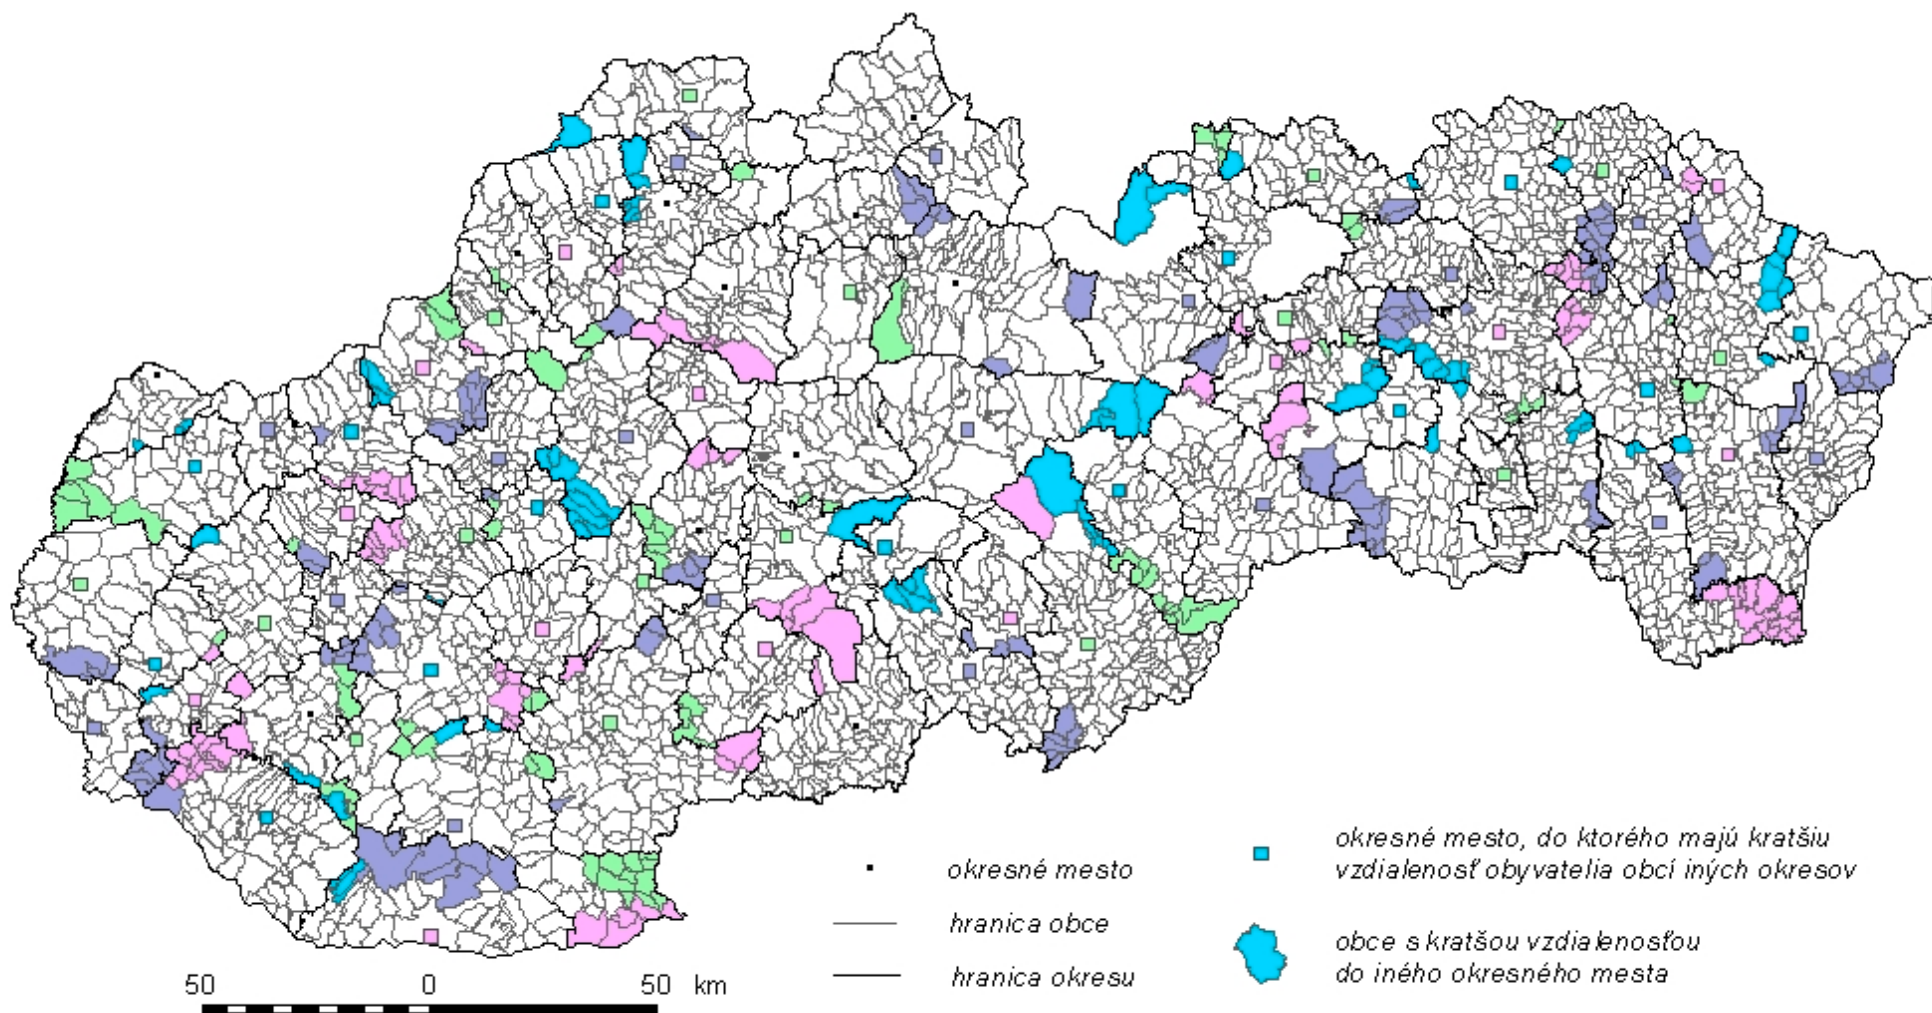 okresné mesto
hranica obce
hranica okresu
okresné mesto, do ktorého majú kratšiu
vzdialenosť obyvatelia obcí iných okresov
obce s kratšou vzdialenosťou
do iného okresného mesta
50 0 50 km